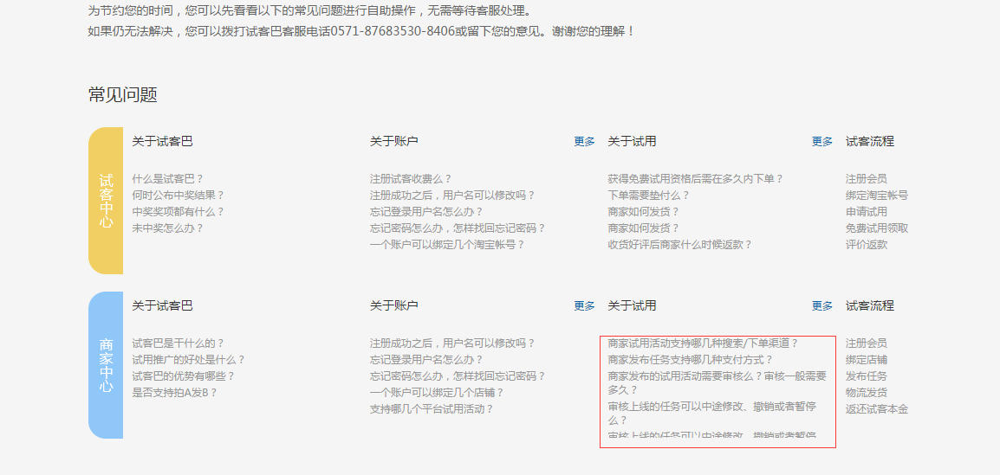 为节约您的时间，您可以先看看以下的常见问题进行自助操作，无需等待客服处理。
如果仍无法解决，您可以拨打试客巴客服电话0571-87683530-8406或留下您的意见。谢谢您的理解！
常见问题
试客中心
关于试客巴
什么是试客巴？
何时公布中奖结果？
中奖奖项都有什么？
未中奖怎么办？
关于账户
更多
注册试客收费么？
注册成功之后，用户名可以修改吗？
忘记登录用户名怎么办？
忘记密码怎么办，怎样找回忘记密码？
一个账户可以绑定几个淘宝帐号？
关于试用
更多
获得免费试用资格后需在多久内下单？
下单需要垫付么？
商家如何发货？
商家如何发货？
收货好评后商家什么时候返款？
试客流程
注册会员
绑定淘宝帐号
申请试用
免费试用领取
评价返款
商家中心
关于试客巴
试客巴是干什么的？
试用推广的好处是什么？
试客巴的优势有哪些？
是否支持拍A发B？
关于账户
更多
注册成功之后，用户名可以修改吗？
忘记登录用户名怎么办？
忘记密码怎么办，怎样找回忘记密码？
一个账户可以绑定几个店铺？
支持哪几个平台试用活动？
关于试用
更多
商家试用活动支持哪几种搜索/下单渠道？
商家发布任务支持哪几种支付方式？
商家发布的试用活动需要审核么？审核一般需要
多久？
审核上线的任务可以中途修改、撤销或者暂停
么？
审核上线的任务可以中途修改、撤销或者暂停
试客流程
注册会员
绑定店铺
发布任务
物流发货
返还试客本金